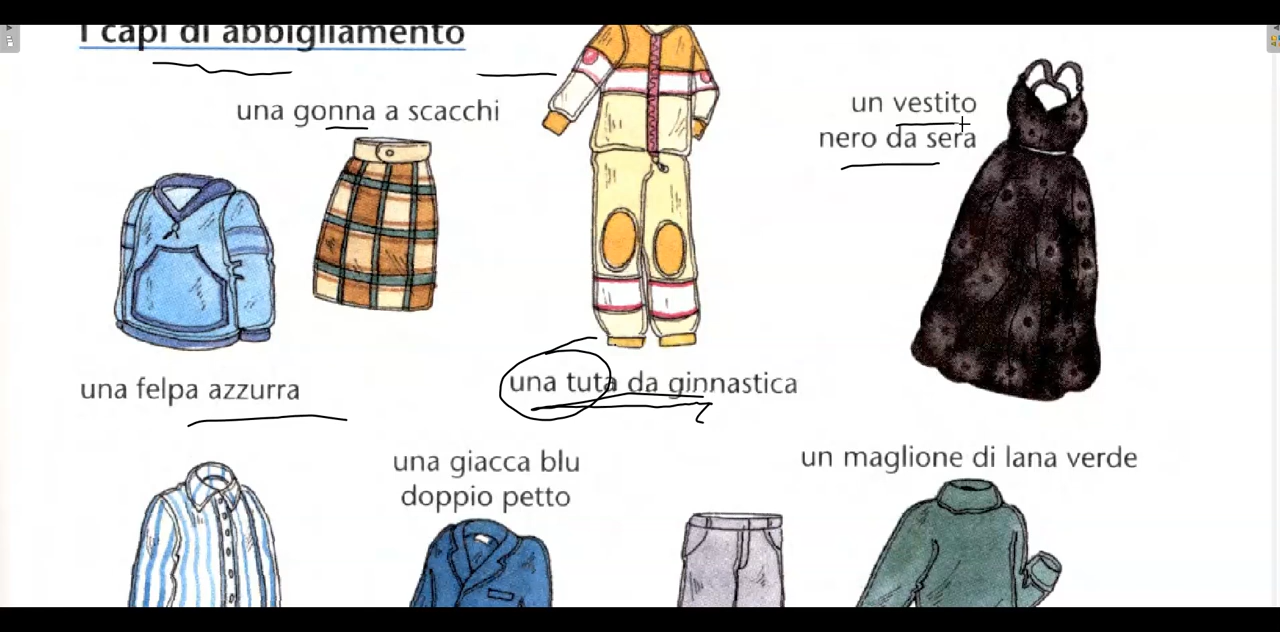 I capi di abbigliamento
una gonna a scacchi
un vestito
nero da sera
una felpa azzurra
una tuta da ginnastica
una giacca blu
doppio petto
un maglione di lana verde